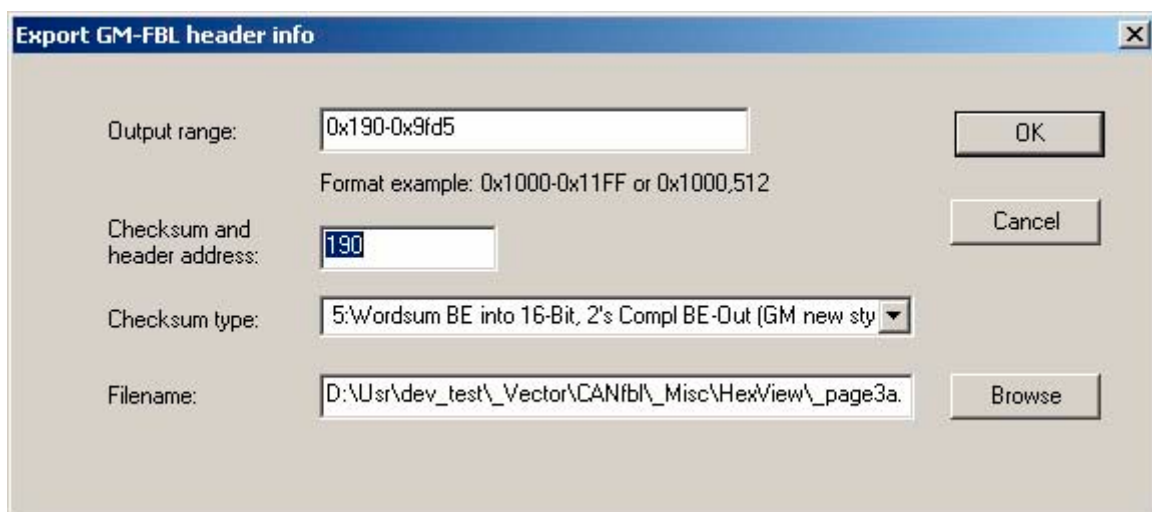 Export GM-FBL header info
Output range:
0x190-0x9fd5
OK
Format example: 0x1000-0x11FF or 0x1000,512
Cancel
Checksum and
header address:
190
Checksum type:
5:Wordsum BE into 16-Bit, 2's Compl BE-Out (GM new sty
Filename:
D:\Usr\dev_test\_Vector\CANfbl\_Misc\HexView\_page3a.
Browse